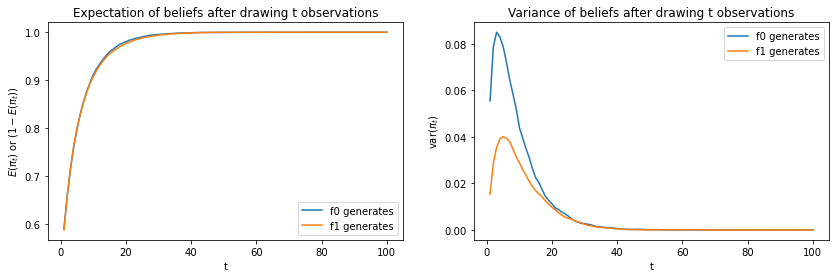 Expectation of beliefs after drawing t observations
E(πₜ) or (1 − E(πₜ))
1.0
0.9
0.8
0.7
0.6
0 20 40 60 80 100
t
f0 generates
f1 generates
Variance of beliefs after drawing t observations
var(πₜ)
0.08
0.06
0.04
0.02
0.00
0 20 40 60 80 100
t
f0 generates
f1 generates